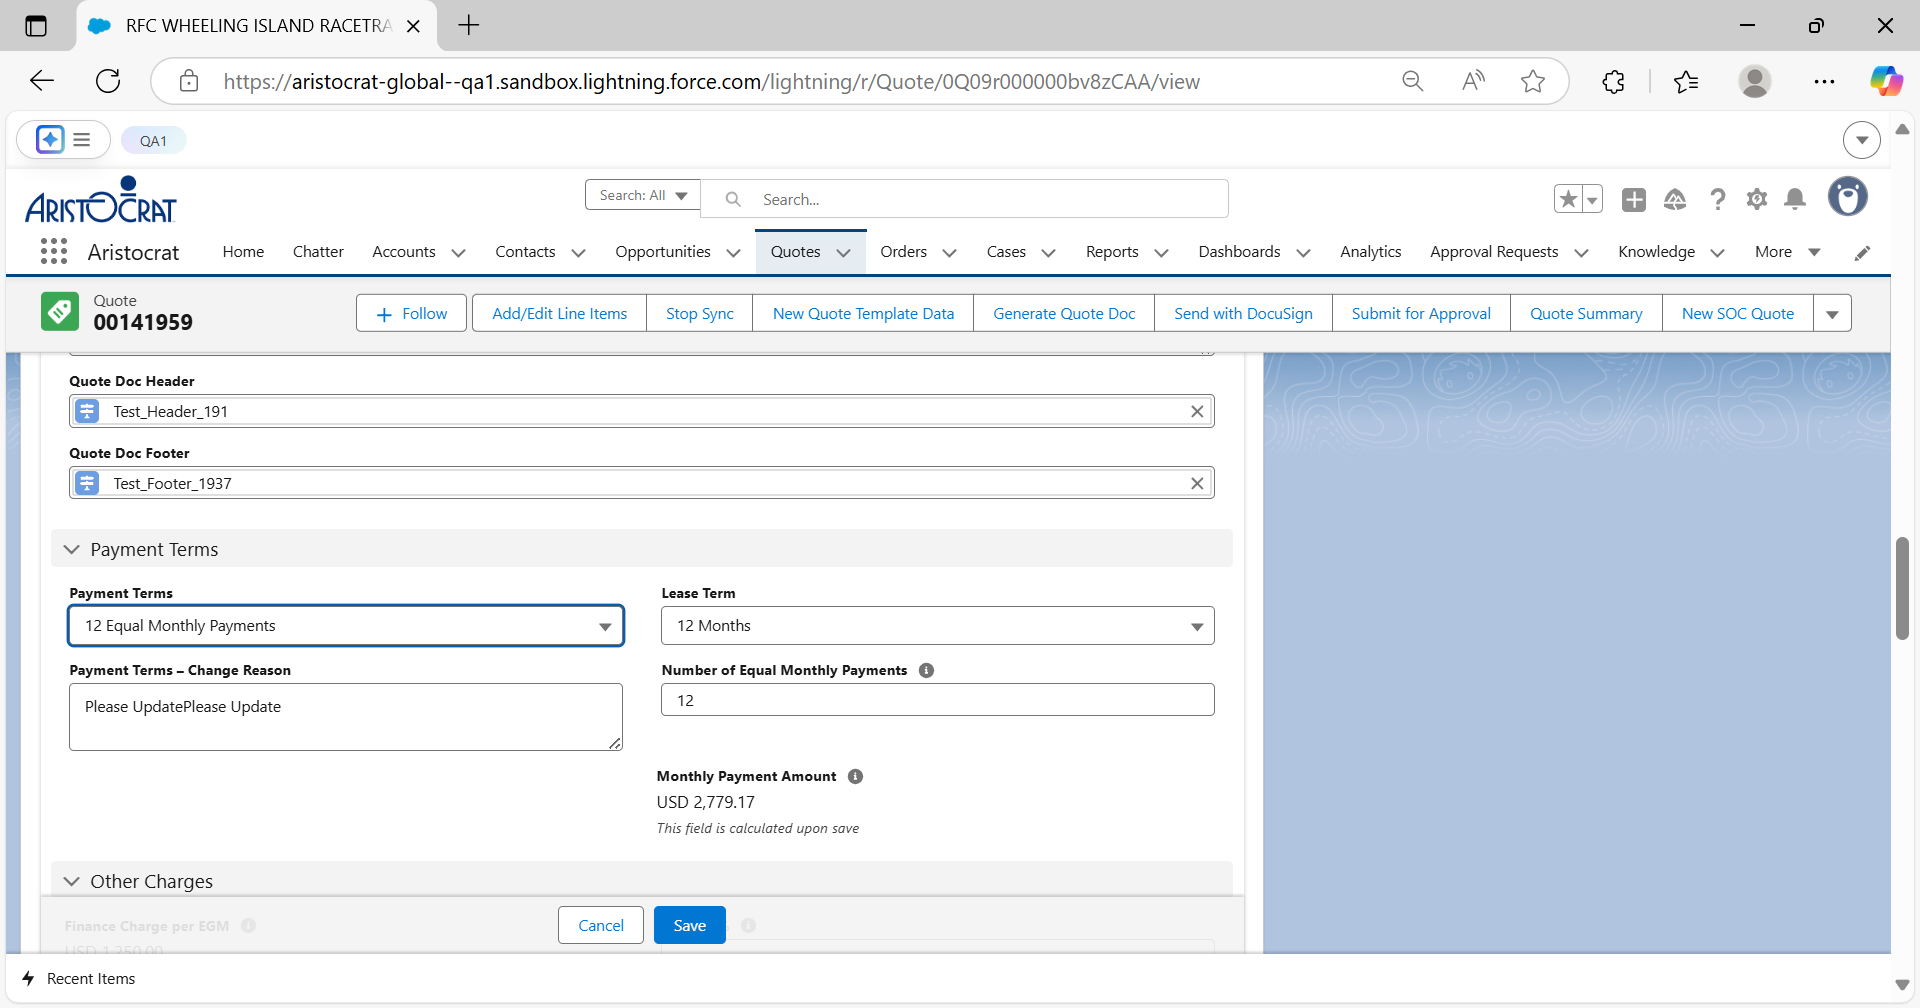 RFC WHEELING ISLAND RACETRA
https://aristocrat-global--qa1.sandbox.lightning.force.com/lightning/r/Quote/0Q09r000000bv8zCAA/view
QA1
ARISTOCRAT
Search: All
Search...
Aristocrat
Home
Chatter
Accounts
Contacts
Opportunities
Quotes
Orders
Cases
Reports
Dashboards
Analytics
Approval Requests
Knowledge
More
Quote
00141959
Follow
Add/Edit Line Items
Stop Sync
New Quote Template Data
Generate Quote Doc
Send with DocuSign
Submit for Approval
Quote Summary
New SOC Quote
Quote Doc Header
Test_Header_191
Quote Doc Footer
Test_Footer_1937
Payment Terms
Payment Terms
12 Equal Monthly Payments
Lease Term
12 Months
Payment Terms – Change Reason
Please UpdatePlease Update
Number of Equal Monthly Payments
12
Monthly Payment Amount
USD 2,779.17
This field is calculated upon save
Other Charges
Finance Charge per EGM
USD 1,250.00
Cancel
Save
Recent Items